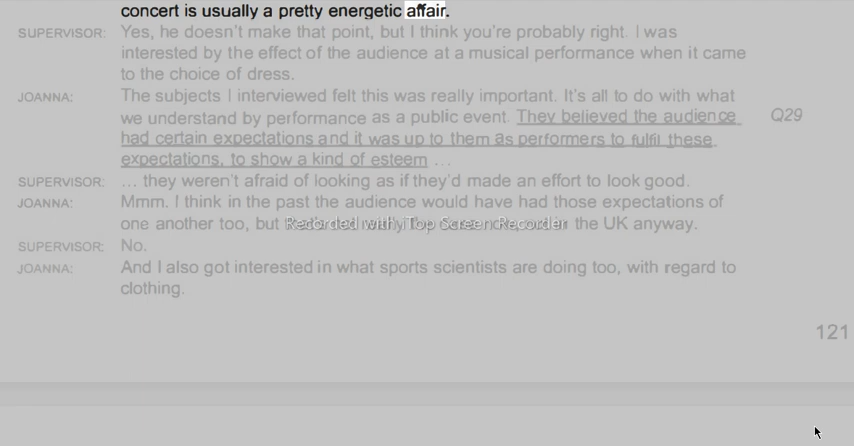 concert is usually a pretty energetic affair.
SUPERVISOR: Yes, he doesn't make that point, but I think you're probably right. I was
interested by the effect of the audience at a musical performance when it came
to the choice of dress.
JOANNA: The subjects I interviewed felt this was really important. It's all to do with what
we understand by performance as a public event. They believed the audience Q29
had certain expectations and it was up to them as performers to fulfil these
expectations, to show a kind of esteem ...
SUPERVISOR: ... they weren't afraid of looking as if they'd made an effort to look good.
JOANNA: Mmm. I think in the past the audience would have had those expectations of
one another too, but the UK anyway.
Recorded with iTop Screen Recorder
SUPERVISOR: No.
JOANNA: And I also got interested in what sports scientists are doing too, with regard to
clothing.
121